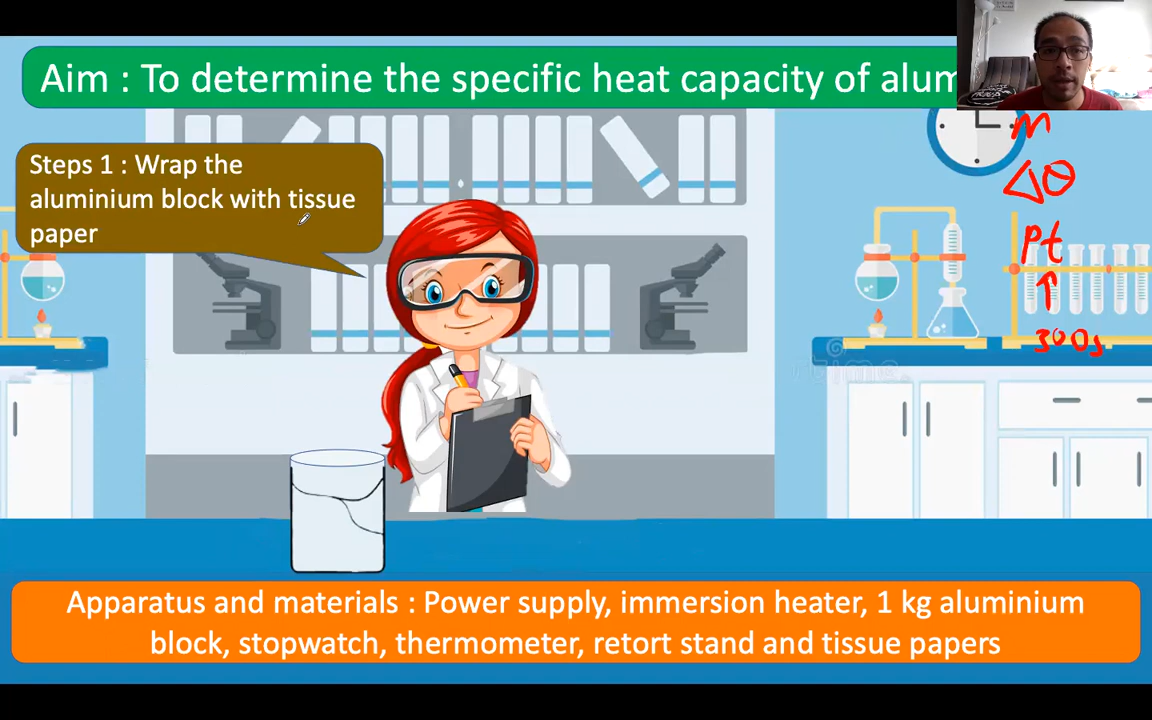 Aim : To determine the specific heat capacity of alum
Steps 1 : Wrap the
aluminium block with tissue
paper
m
Δθ
Pt
↑
300s
Apparatus and materials : Power supply, immersion heater, 1 kg aluminium
block, stopwatch, thermometer, retort stand and tissue papers